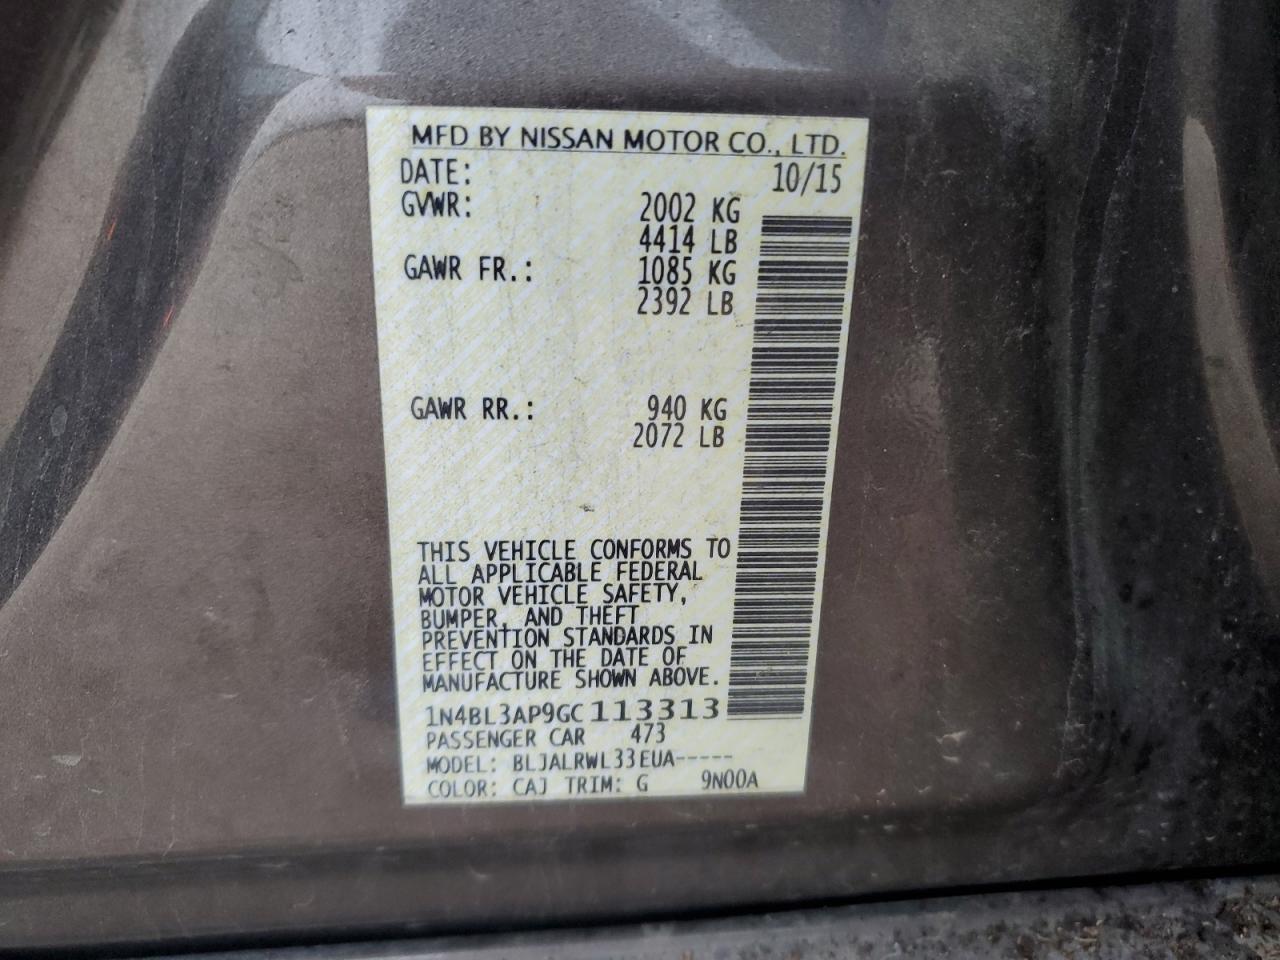 MFD BY NISSAN MOTOR CO., LTD.
DATE: 10/15
GVWR: 2002 KG
4414 LB
GAWR FR.: 1085 KG
2392 LB
GAWR RR.: 940 KG
2072 LB
THIS VEHICLE CONFORMS TO
ALL APPLICABLE FEDERAL
MOTOR VEHICLE SAFETY,
BUMPER, AND THEFT
PREVENTION STANDARDS IN
EFFECT ON THE DATE OF
MANUFACTURE SHOWN ABOVE.
1N4BL3AP9GC113313
PASSENGER CAR 473
MODEL: BLJALRWL33EUA-----
COLOR: CAJ TRIM: G 9N00A